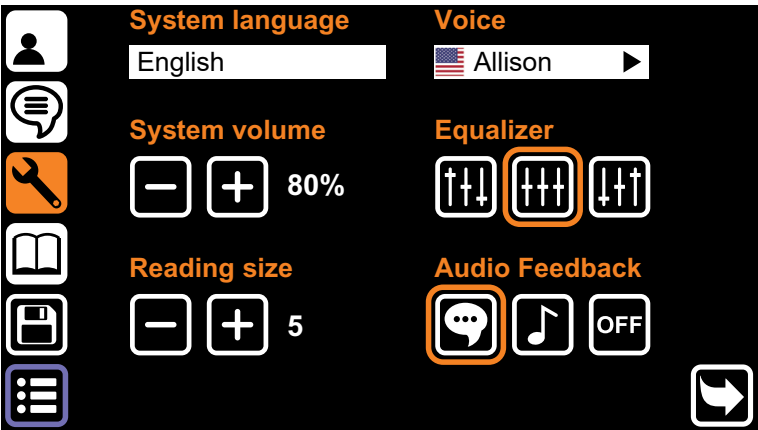 System language
English
Voice
Allison
System volume
80%
Equalizer
Reading size
5
Audio Feedback
OFF